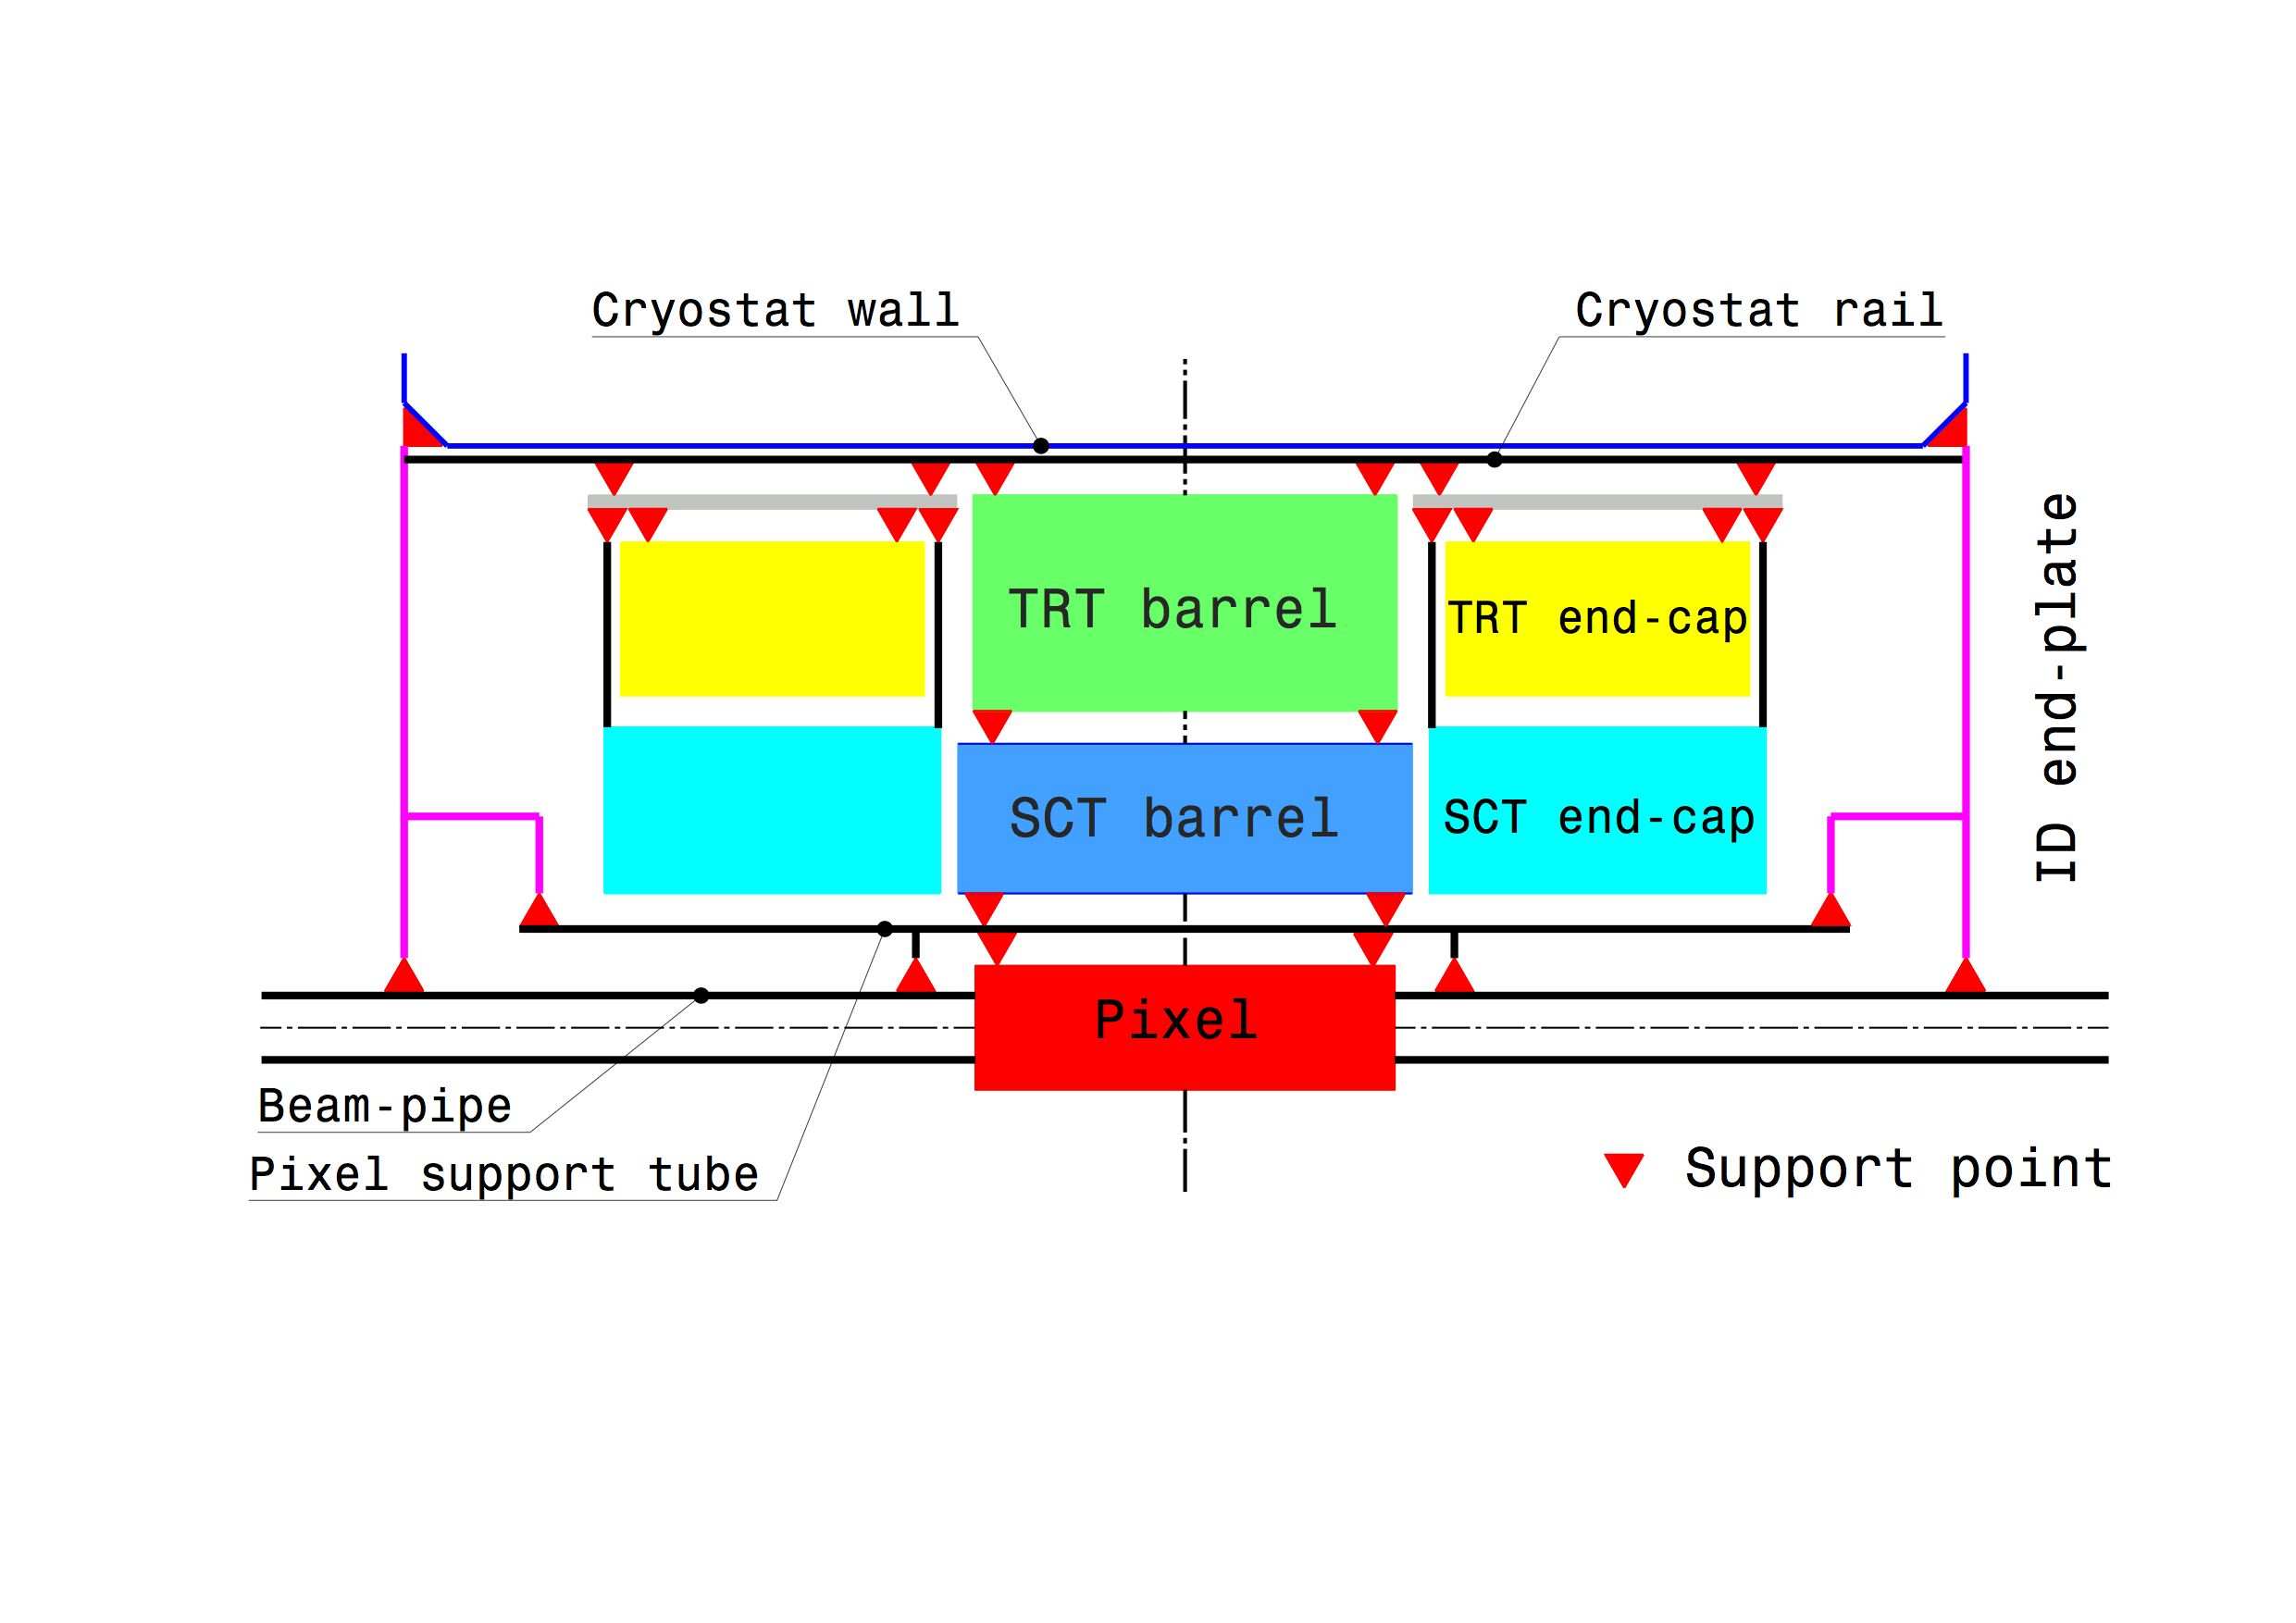 Cryostat wall
Cryostat rail
TRT barrel
TRT end-cap
ID end-plate
SCT barrel
SCT end-cap
Pixel
Beam-pipe
Pixel support tube
Support point